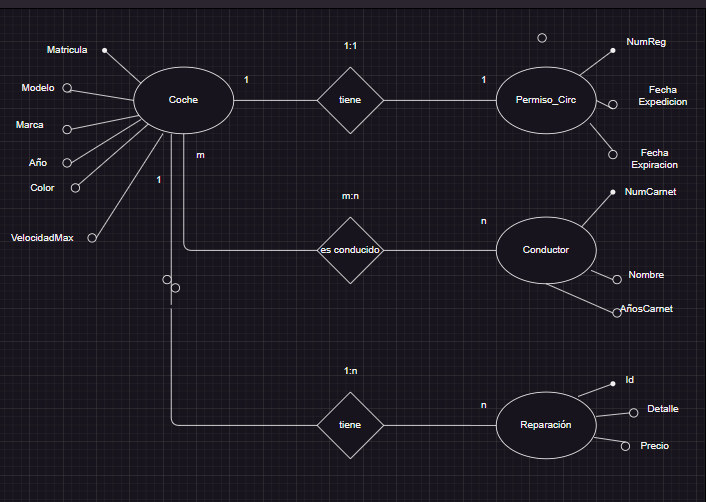 1:1
NumReg
Matricula
Modelo
1
1
Fecha
Expedicion
Coche
tiene
Permiso_Circ
Marca
Año
m
Fecha
Expiracion
Color
1
m:n
NumCarnet
n
VelocidadMax
es conducido
Conductor
Nombre
AñosCarnet
1:n
Id
n
Detalle
tiene
Reparación
Precio